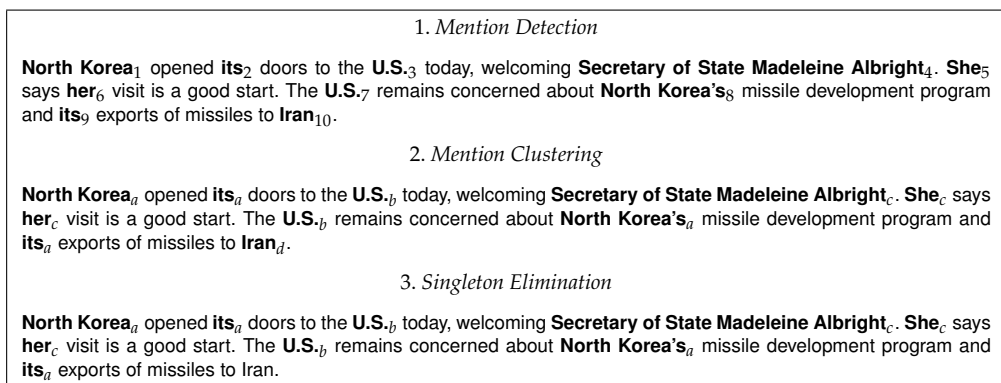 1. Mention Detection
North Korea1 opened its2 doors to the U.S.3 today, welcoming Secretary of State Madeleine Albright4. She5
says her6 visit is a good start. The U.S.7 remains concerned about North Korea's8 missile development program
and its9 exports of missiles to Iran10.
2. Mention Clustering
North Koreaa opened itsa doors to the U.S.b today, welcoming Secretary of State Madeleine Albrightc. Shec says
herc visit is a good start. The U.S.b remains concerned about North Korea'sa missile development program and
itsa exports of missiles to Irand.
3. Singleton Elimination
North Koreaa opened itsa doors to the U.S.b today, welcoming Secretary of State Madeleine Albrightc. Shec says
herc visit is a good start. The U.S.b remains concerned about North Korea'sa missile development program and
itsa exports of missiles to Iran.